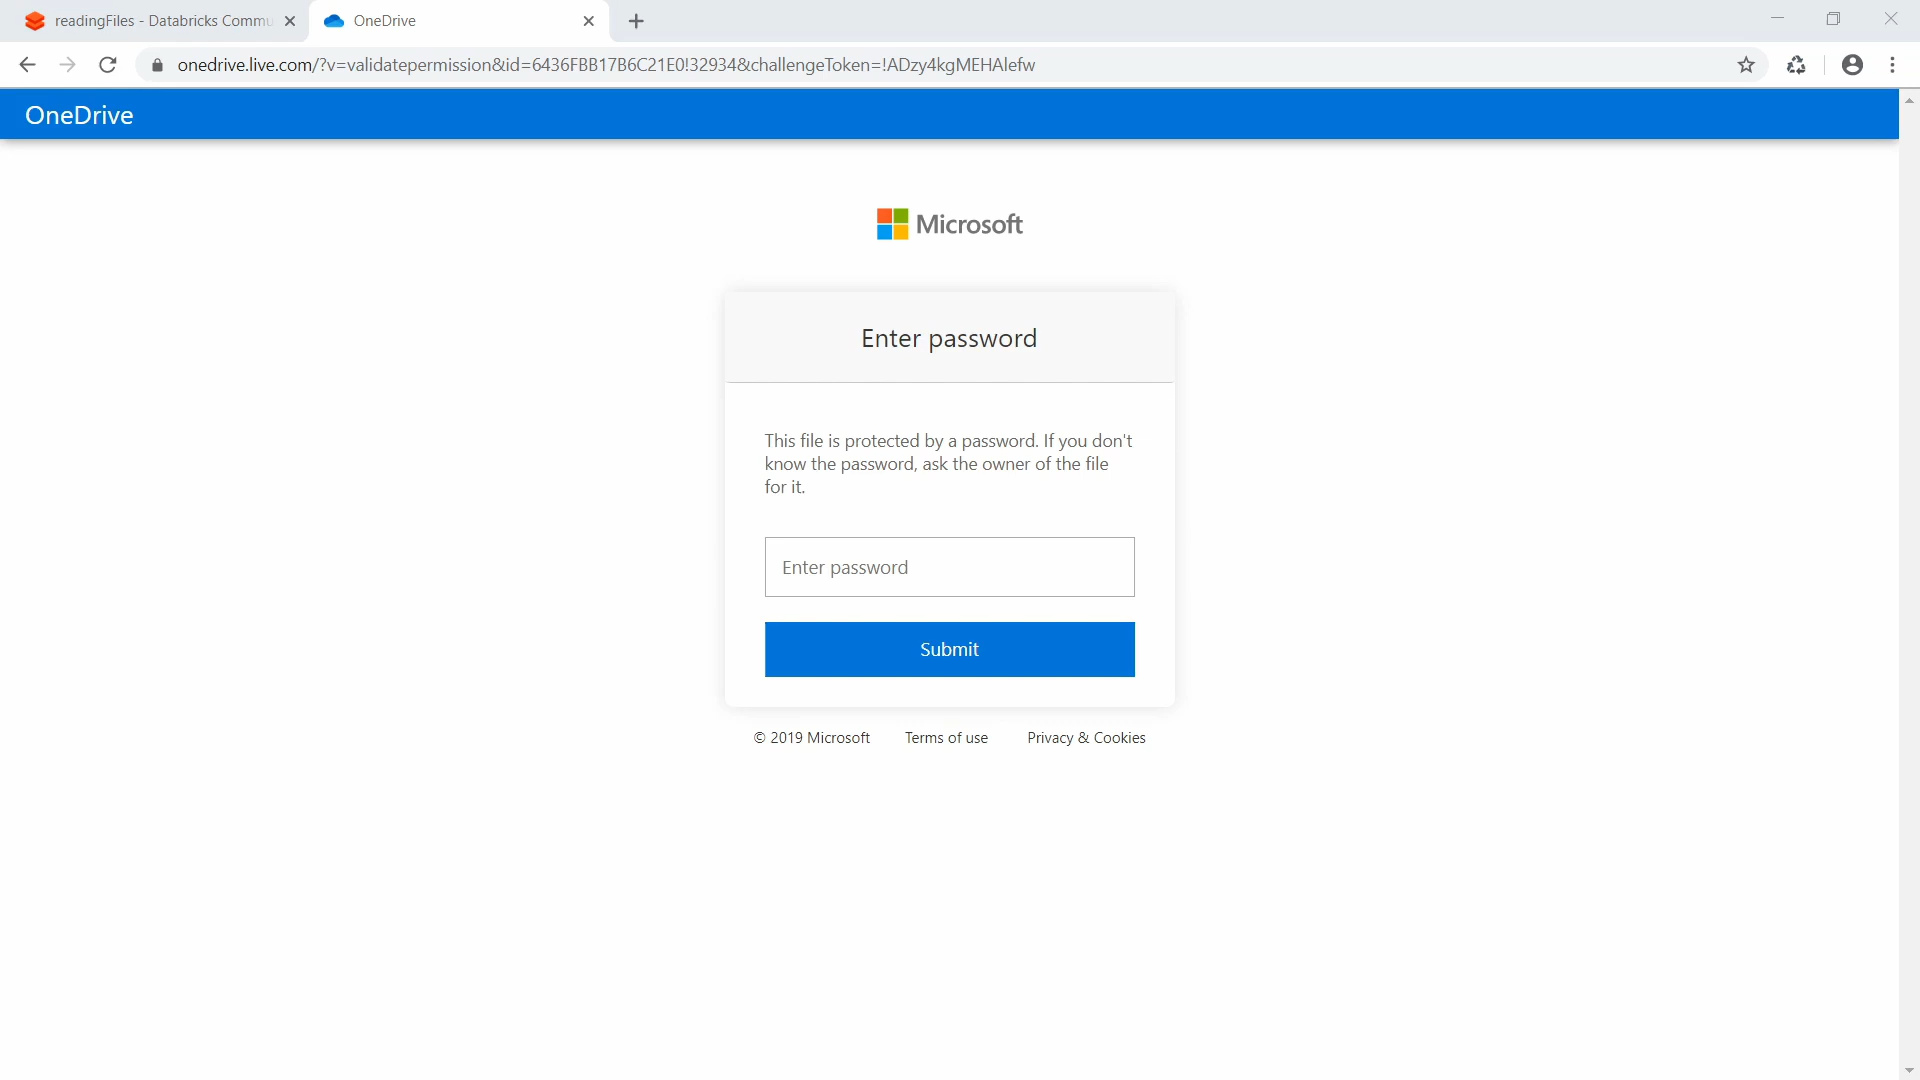 readingFiles - Databricks Commu
OneDrive
onedrive.live.com/?v=validatepermission&id=6436FBB17B6C21E0!32934&challengeToken=!ADzy4kgMEHAlefw
OneDrive
Microsoft
Enter password
This file is protected by a password. If you don't
know the password, ask the owner of the file
for it.
Enter password
Submit
© 2019 Microsoft Terms of use Privacy & Cookies